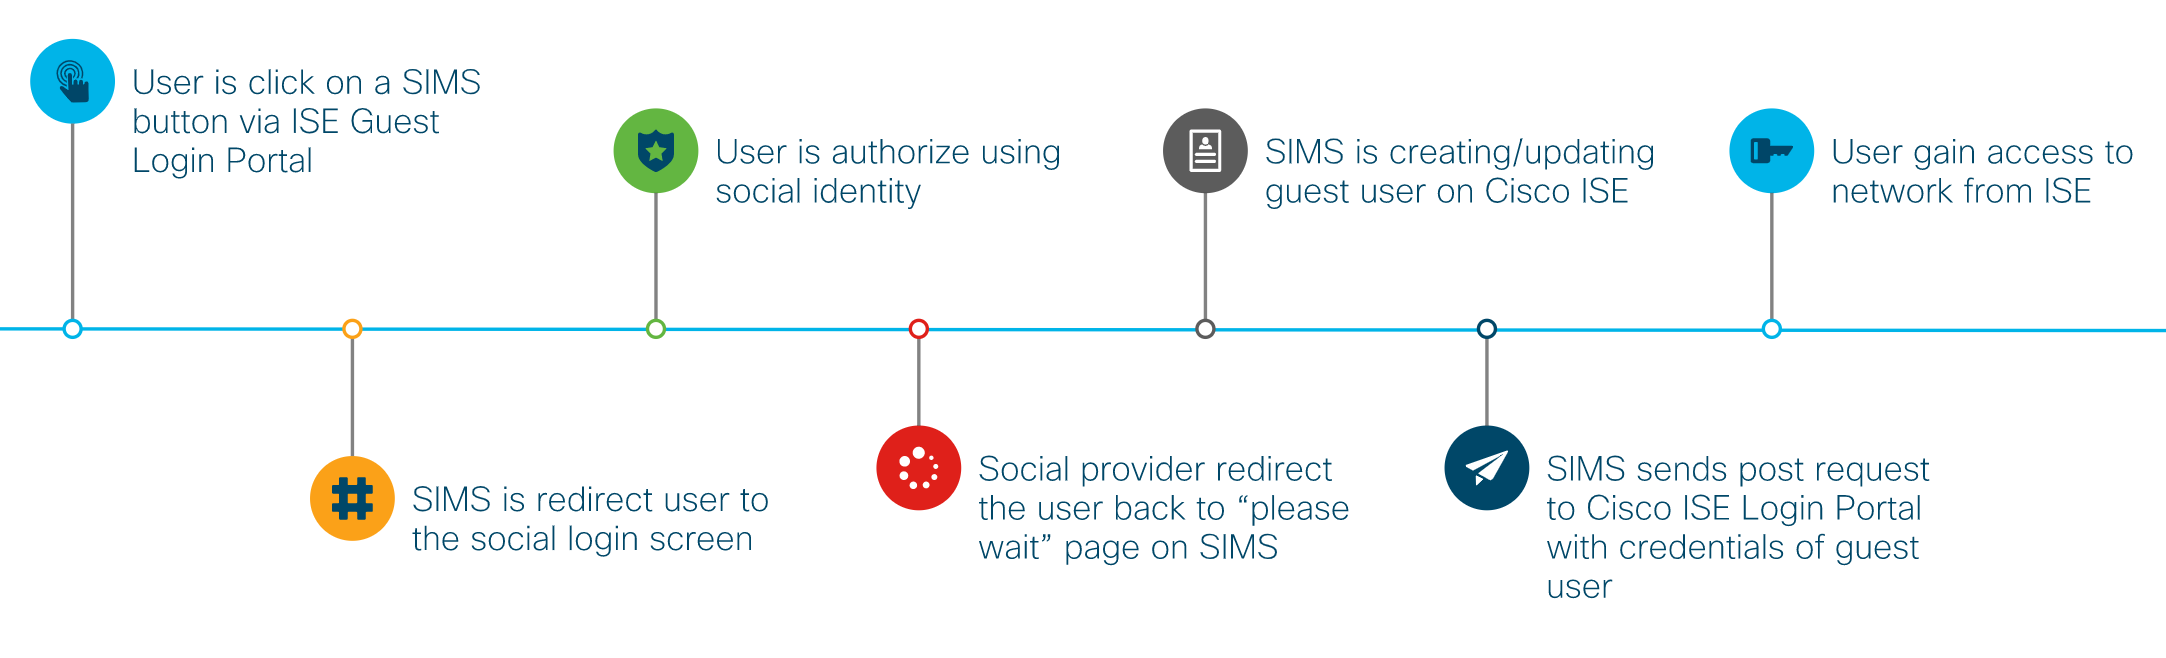 User is click on a SIMS
button via ISE Guest
Login Portal
SIMS is redirect user to
the social login screen
User is authorize using
social identity
Social provider redirect
the user back to “please
wait” page on SIMS
SIMS is creating/updating
guest user on Cisco ISE
SIMS sends post request
to Cisco ISE Login Portal
with credentials of guest
user
User gain access to
network from ISE